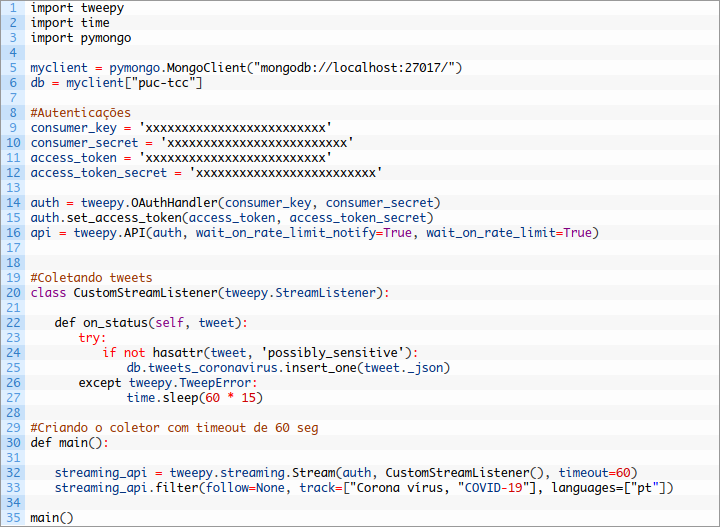 1 import tweepy
2 import time
3 import pymongo
4
5 myclient = pymongo.MongoClient("mongodb://localhost:27017/")
6 db = myclient["puc-tcc"]
7
8 #Autenticações
9 consumer_key = 'xxxxxxxxxxxxxxxxxxxxxxxxx'
10 consumer_secret = 'xxxxxxxxxxxxxxxxxxxxxxxxx'
11 access_token = 'xxxxxxxxxxxxxxxxxxxxxxxxx'
12 access_token_secret = 'xxxxxxxxxxxxxxxxxxxxxxxxx'
13
14 auth = tweepy.OAuthHandler(consumer_key, consumer_secret)
15 auth.set_access_token(access_token, access_token_secret)
16 api = tweepy.API(auth, wait_on_rate_limit_notify=True, wait_on_rate_limit=True)
17
18
19 #Coletando tweets
20 class CustomStreamListener(tweepy.StreamListener):
21
22 def on_status(self, tweet):
23 try:
24 if not hasattr(tweet, 'possibly_sensitive'):
25 db.tweets_coronavirus.insert_one(tweet._json)
26 except tweepy.TweepError:
27 time.sleep(60 * 15)
28
29 #Criando o coletor com timeout de 60 seg
30 def main():
31
32 streaming_api = tweepy.streaming.Stream(auth, CustomStreamListener(), timeout=60)
33 streaming_api.filter(follow=None, track=["Corona vírus, "COVID-19"], languages=["pt"])
34
35 main()